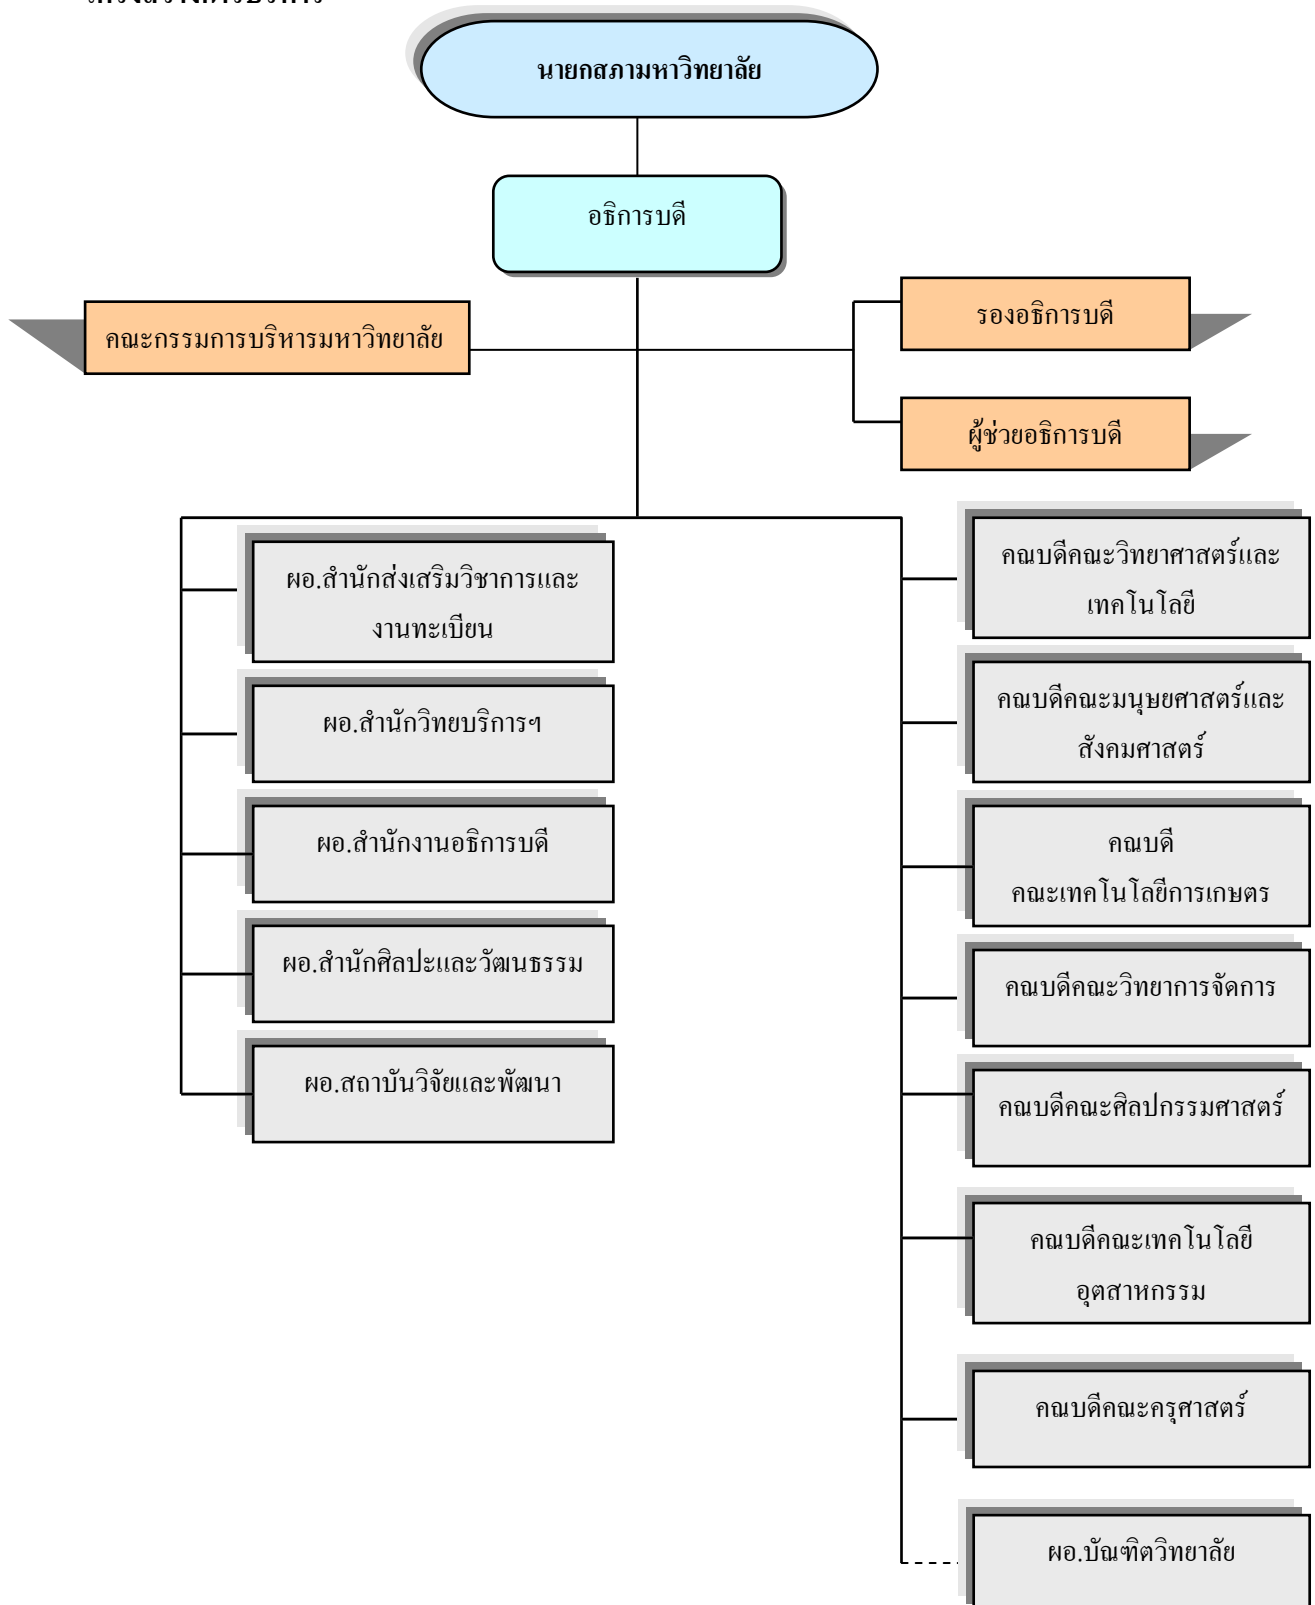 นายกสภามหาวิทยาลัย
อธิการบดี
คณะกรรมการบริหารมหาวิทยาลัย
รองอธิการบดี
ผู้ช่วยอธิการบดี
ผอ.สำนักส่งเสริมวิชาการและ
งานทะเบียน
ผอ.สำนักวิทยบริการฯ
ผอ.สำนักงานอธิการบดี
ผอ.สำนักศิลปะและวัฒนธรรม
ผอ.สถาบันวิจัยและพัฒนา
คณบดีคณะวิทยาศาสตร์และ
เทคโนโลยี
คณบดีคณะมนุษยศาสตร์และ
สังคมศาสตร์
คณบดี
คณะเทคโนโลยีการเกษตร
คณบดีคณะวิทยาการจัดการ
คณบดีคณะศิลปกรรมศาสตร์
คณบดีคณะเทคโนโลยี
อุตสาหกรรม
คณบดีคณะครุศาสตร์
ผอ.บัณฑิตวิทยาลัย